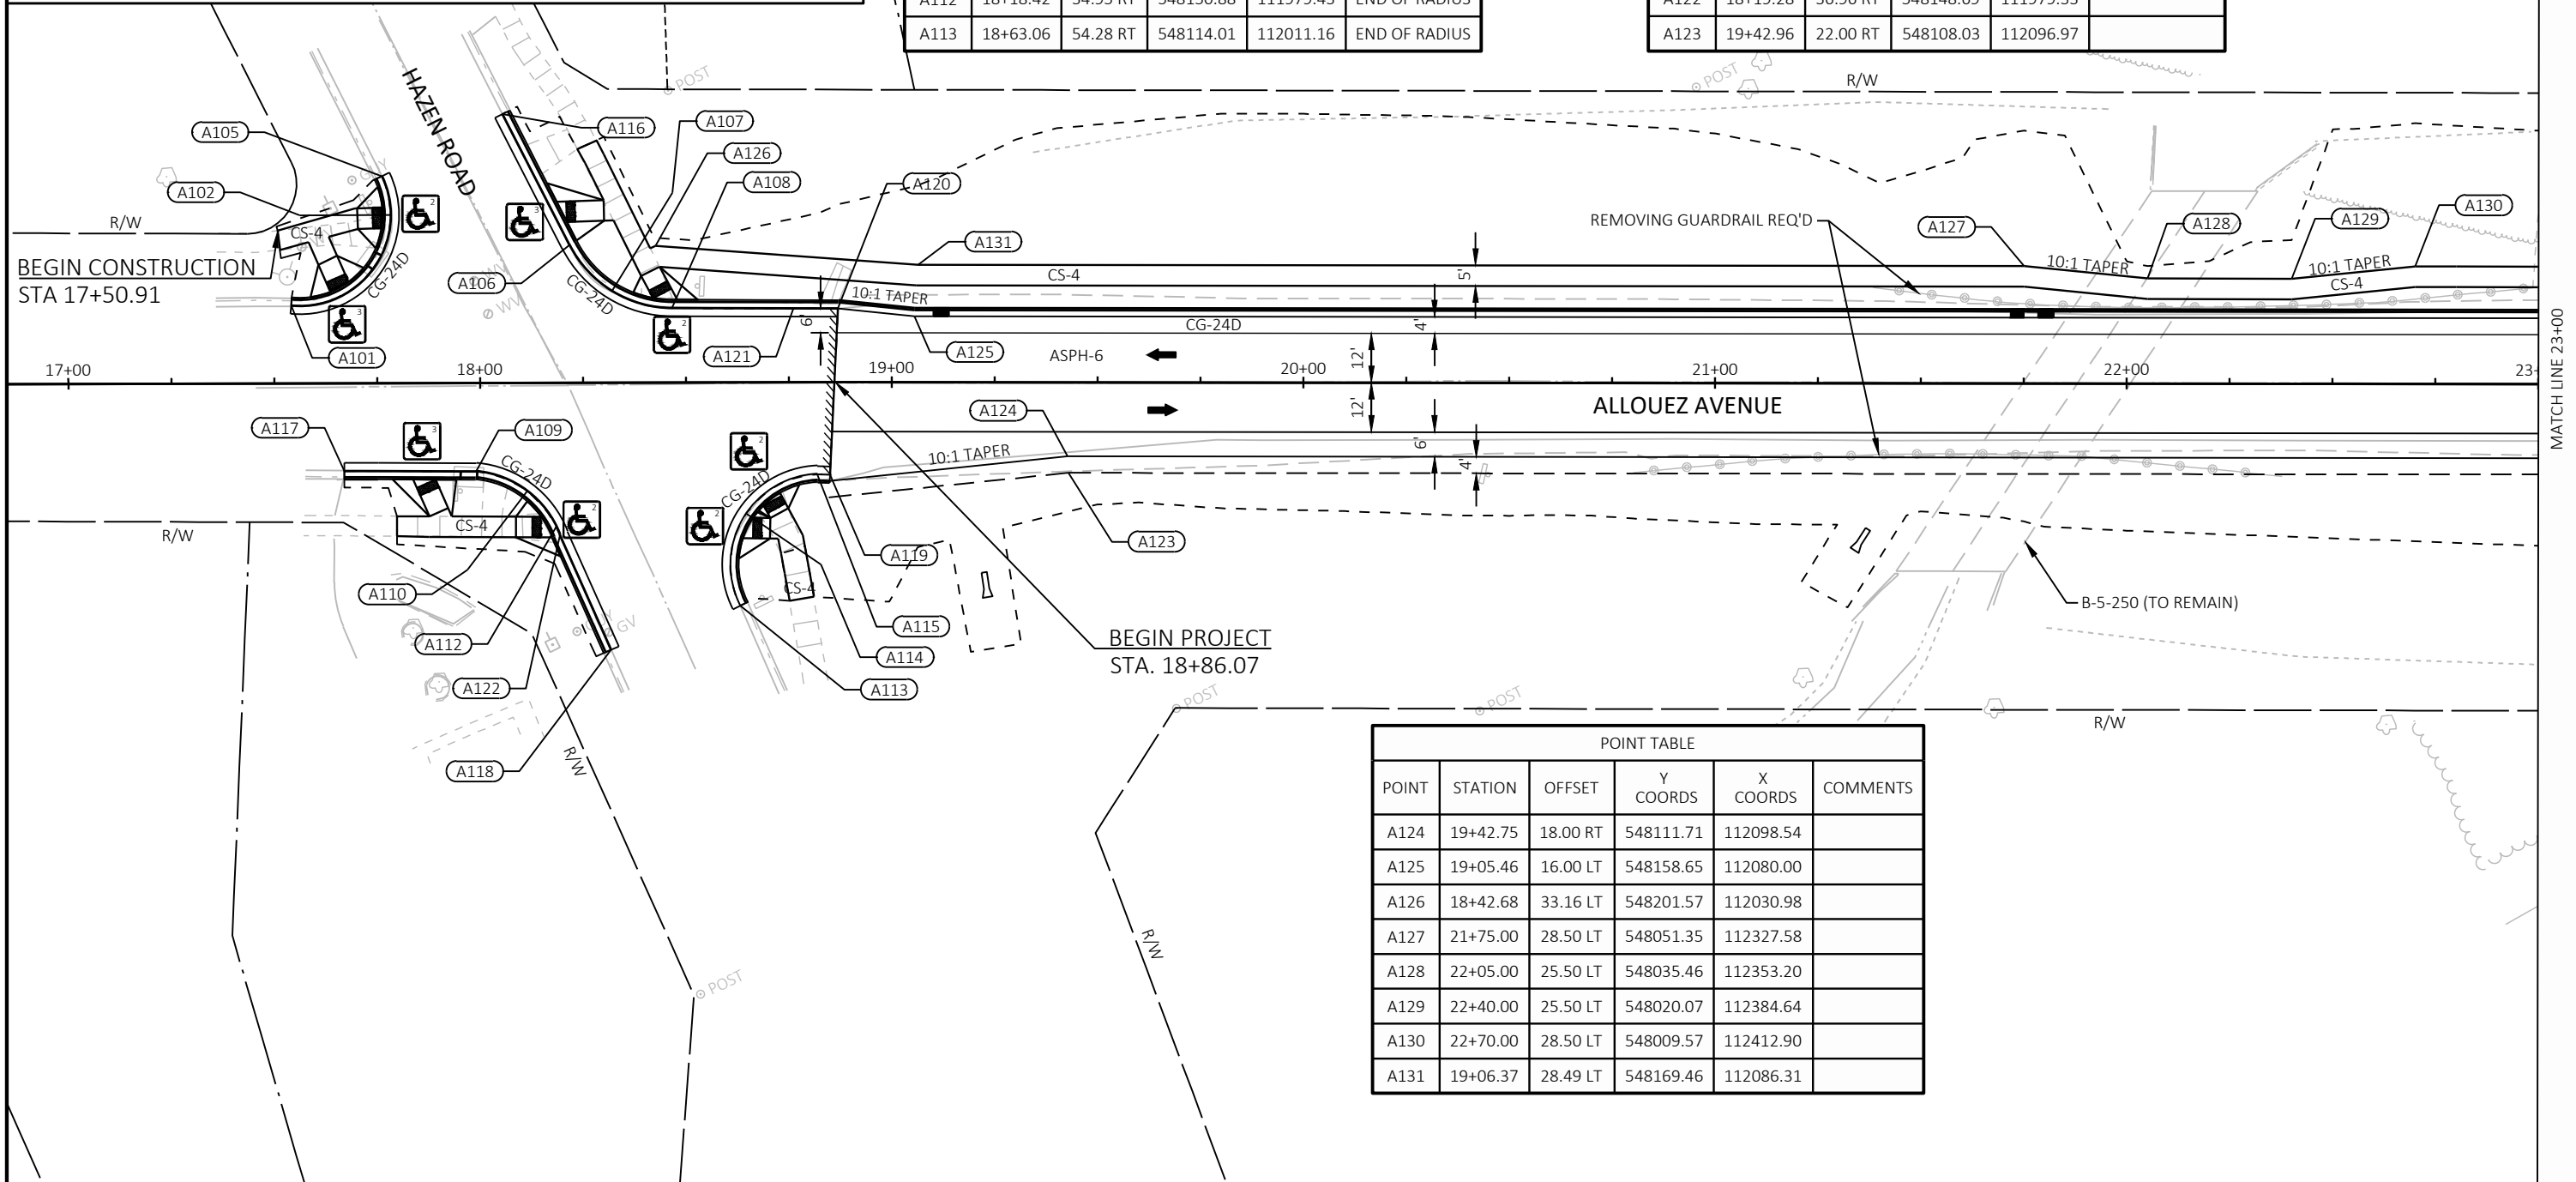 A113 18+63.06 54.28 RT 548114.01 112011.16 END OF RADIUS
A123 19+42.96 22.00 RT 548108.03 112096.97
POST
POST
R/W
HAZEN ROAD
A105
A116
A107
A126
A108
A120
A102
R/W
CS-4
CG-24D
BEGIN CONSTRUCTION
STA 17+50.91
A106
CG-24D
A101
A131
CS-4
5'
REMOVING GUARDRAIL REQ'D
A127
A128
A129
A130
10:1 TAPER
10:1 TAPER
CS-4
10:1 TAPER
6'
A121
A125
CG-24D
4'
ASPH-6
12'
17+00
18+00
19+00
20+00
21+00
22+00
23+
MATCH LINE 23+00
12'
ALLOUEZ AVENUE
A117
A109
CG-24D
A124
10:1 TAPER
6'
4'
CG-24D
CS-4
R/W
A119
A123
CS-4
A110
A112
A122
A118
GV
A115
A114
A113
BEGIN PROJECT
STA. 18+86.07
B-5-250 (TO REMAIN)
POST
POST
R/W
R/W
R/W
POST
POINT TABLE
POINT STATION OFFSET Y COORDS X COORDS COMMENTS
A124 19+42.75 18.00 RT 548111.71 112098.54
A125 19+05.46 16.00 LT 548158.65 112080.00
A126 18+42.68 33.16 LT 548201.57 112030.98
A127 21+75.00 28.50 LT 548051.35 112327.58
A128 22+05.00 25.50 LT 548035.46 112353.20
A129 22+40.00 25.50 LT 548020.07 112384.64
A130 22+70.00 28.50 LT 548009.57 112412.90
A131 19+06.37 28.49 LT 548169.46 112086.31